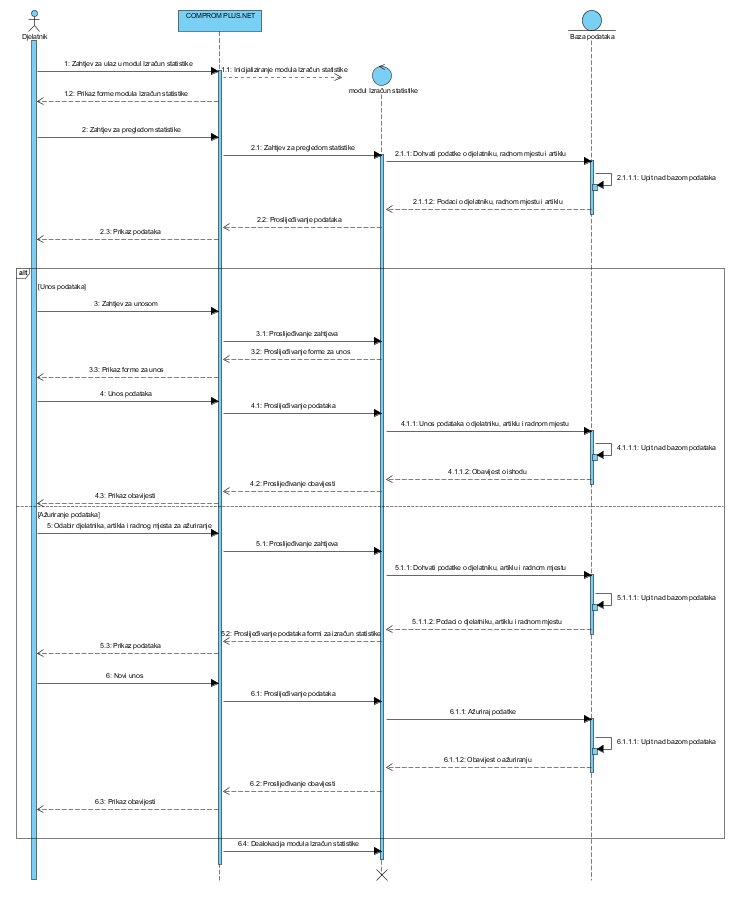 COMPROM PLUS.NET
Djelatnik
Baza podataka
1: Zahtjev za ulaz u modul Izračun statistike
1.1: Inicijaliziranje modula Izračun statistike
modul Izračun statistike
1.2: Prikaz forme modula Izračun statistike
2: Zahtjev za pregledom statistike
2.1: Zahtjev za pregledom statistike
2.1.1: Dohvati podatke o djelatniku, radnom mjestu i artiklu
2.1.1.1: Upit nad bazom podataka
2.1.1.2: Podaci o djelatniku, radnom mjestu i artiklu
2.2: Prosljeđivanje podataka
2.3: Prikaz podataka
alt
[Unos podataka]
3: Zahtjev za unosom
3.1: Proslijeđivanje zahtjeva
3.2: Proslijeđivanje forme za unos
3.3: Prikaz forme za unos
4: Unos podataka
4.1: Proslijeđivanje podataka
4.1.1: Unos podataka o djelatniku, artiklu i radnom mjestu
4.1.1.1: Upit nad bazom podataka
4.1.1.2: Obavijest o ishodu
4.2: Proslijeđivanje obavijesti
4.3: Prikaz obavijesti
[Ažuriranje podataka]
5: Odabir djelatnika, artikla i radnog mjesta za ažuriranje
5.1: Proslijeđivanje zahtjeva
5.1.1: Dohvati podatke o djelatniku, artiklu i radnom mjestu
5.1.1.1: Upit nad bazom podataka
5.1.1.2: Podaci o djelatniku, artiklu i radnom mjestu
5.2: Proslijeđivanje podataka formi za izračun statistike
5.3: Prikaz podataka
6: Novi unos
6.1: Proslijeđivanje podataka
6.1.1: Ažuriraj podatke
6.1.1.1: Upit nad bazom podataka
6.1.1.2: Obavijest o ažuriranju
6.2: Proslijeđivanje obavijesti
6.3: Prikaz obavijesti
6.4: Dealokacija modula Izračun statistike